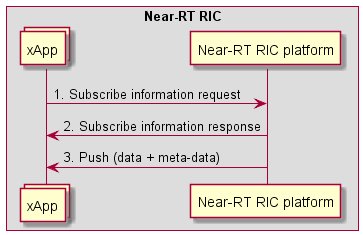 Near-RT RIC
xApp
Near-RT RIC platform
1. Subscribe information request
2. Subscribe information response
3. Push (data + meta-data)
xApp
Near-RT RIC platform